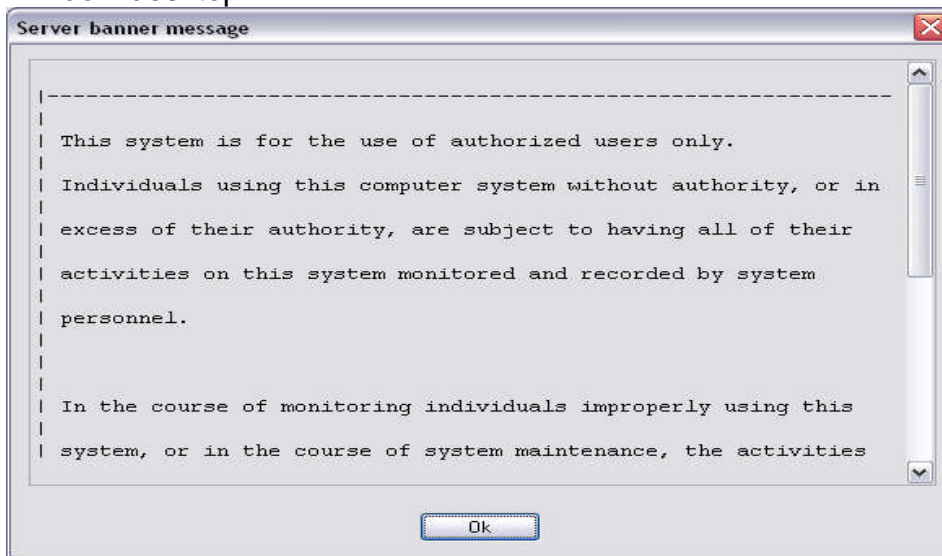 Server banner message
|-----------------------------------------------------------------
|
| This system is for the use of authorized users only.
|
| Individuals using this computer system without authority, or in
|
| excess of their authority, are subject to having all of their
|
| activities on this system monitored and recorded by system
|
| personnel.
|
|
|
| In the course of monitoring individuals improperly using this
|
| system, or in the course of system maintenance, the activities
Ok